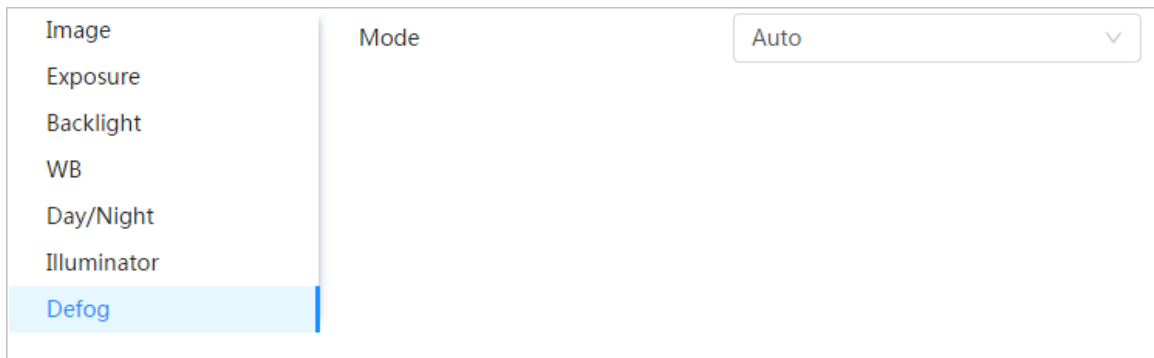 Image
Mode Auto
Exposure
Backlight
WB
Day/Night
Illuminator
Defog